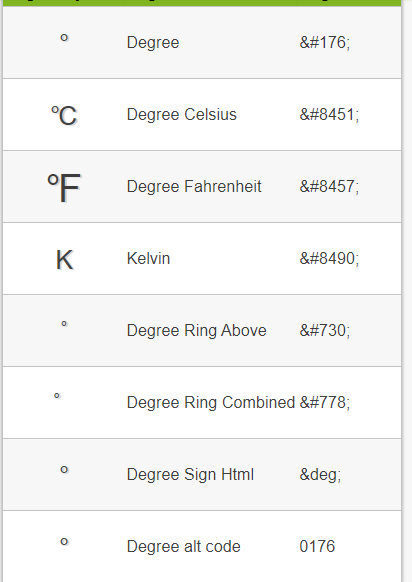 ° Degree &#176;
℃ Degree Celsius &#8451;
℉ Degree Fahrenheit &#8457;
K Kelvin &#8490;
˚ Degree Ring Above &#730;
̊ Degree Ring Combined &#778;
° Degree Sign Html &deg;
° Degree alt code 0176